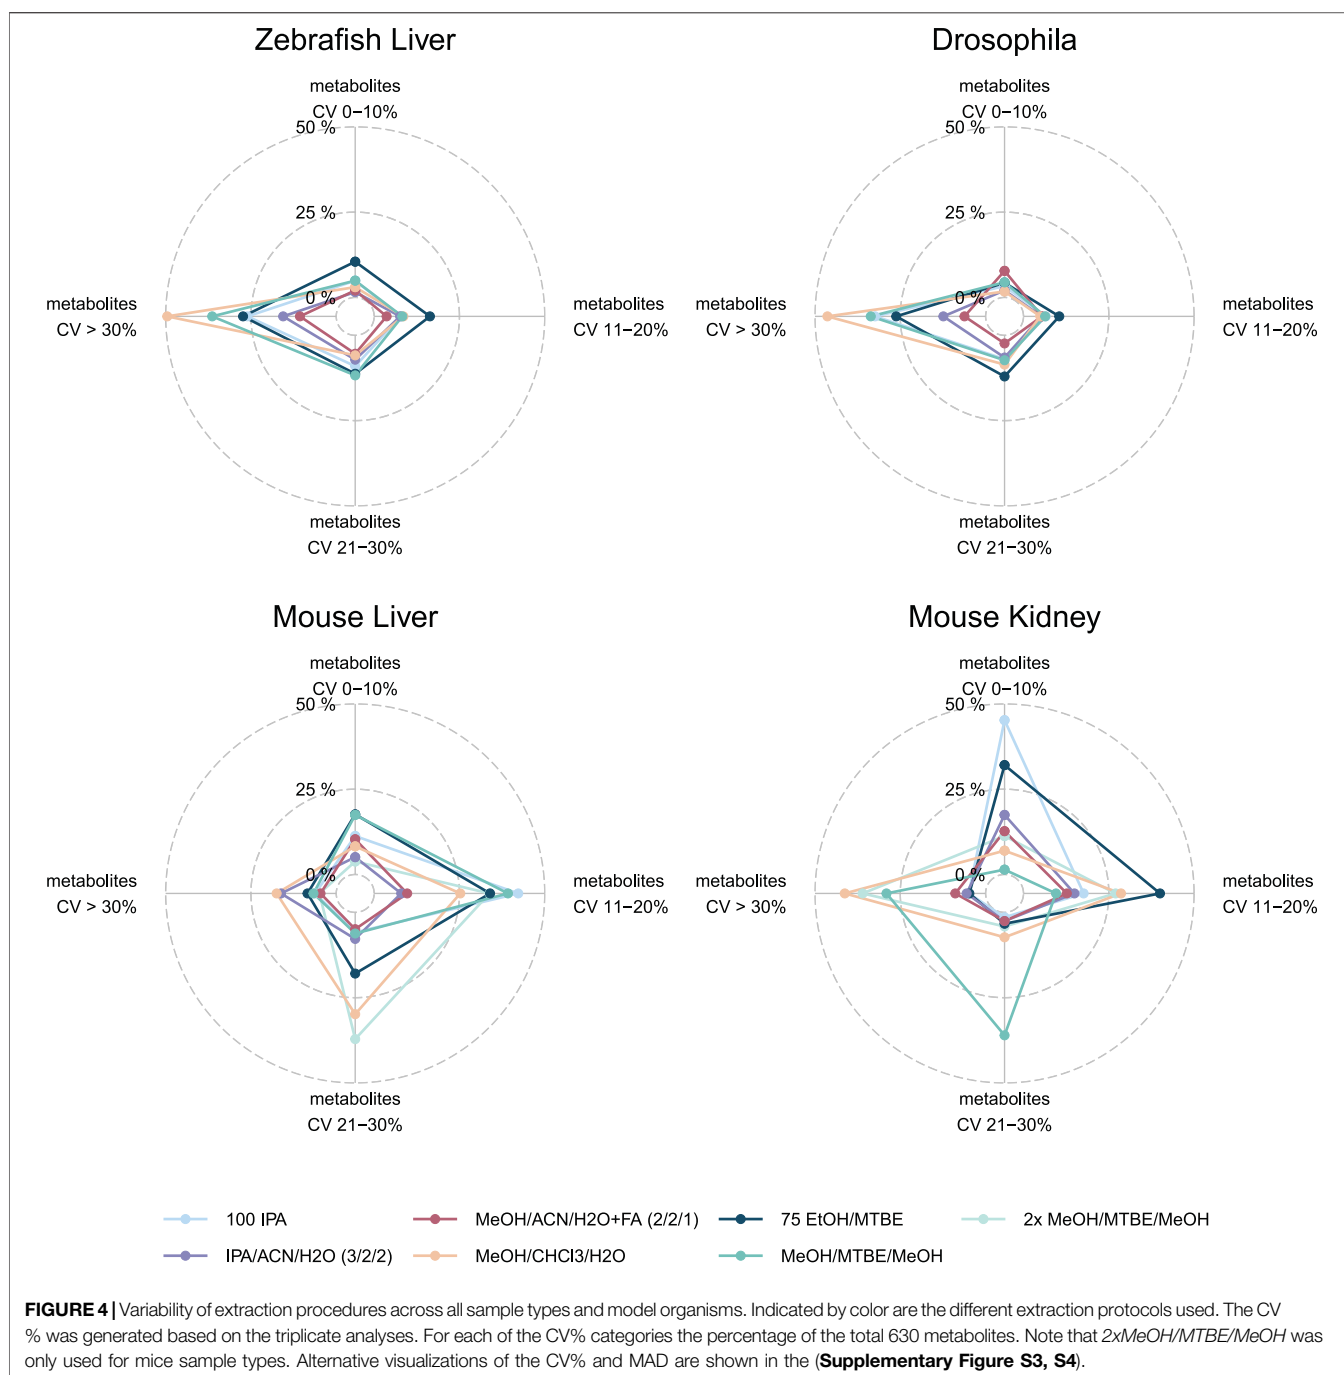 Zebrafish Liver
metabolites
CV 0–10%
50 %
25 %
0 %
metabolites
CV > 30%
metabolites
CV 11–20%
metabolites
CV 21–30%
Drosophila
metabolites
CV 0–10%
50 %
25 %
0 %
metabolites
CV > 30%
metabolites
CV 11–20%
metabolites
CV 21–30%
Mouse Liver
metabolites
CV 0–10%
50 %
25 %
0 %
metabolites
CV > 30%
metabolites
CV 11–20%
metabolites
CV 21–30%
Mouse Kidney
metabolites
CV 0–10%
50 %
25 %
0 %
metabolites
CV > 30%
metabolites
CV 11–20%
metabolites
CV 21–30%
100 IPA
MeOH/ACN/H2O+FA (2/2/1)
75 EtOH/MTBE
2x MeOH/MTBE/MeOH
IPA/ACN/H2O (3/2/2)
MeOH/CHCl3/H2O
MeOH/MTBE/MeOH
FIGURE 4 | Variability of extraction procedures across all sample types and model organisms. Indicated by color are the different extraction protocols used. The CV
% was generated based on the triplicate analyses. For each of the CV% categories the percentage of the total 630 metabolites. Note that 2xMeOH/MTBE/MeOH was
only used for mice sample types. Alternative visualizations of the CV% and MAD are shown in the (Supplementary Figure S3, S4).